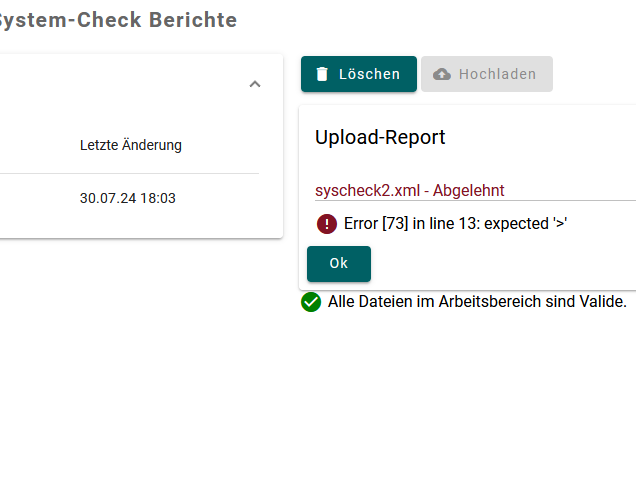 System-Check Berichte
Löschen
Hochladen
Letzte Änderung
30.07.24 18:03
Upload-Report
syscheck2.xml - Abgelehnt
Error [73] in line 13: expected '>'
Ok
Alle Dateien im Arbeitsbereich sind Valide.